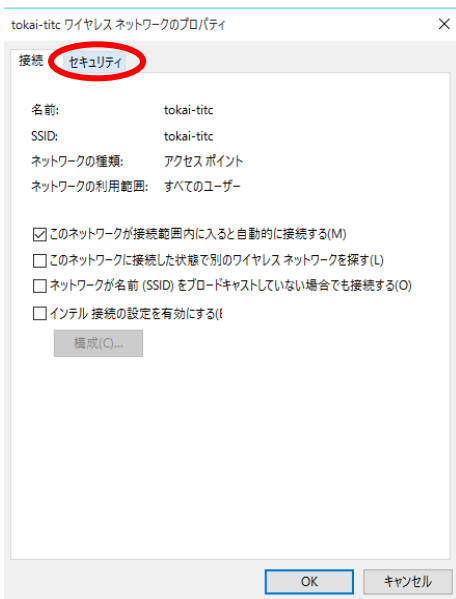 tokai-titc ワイヤレス ネットワークのプロパティ
接続 セキュリティ
名前: tokai-titc
SSID: tokai-titc
ネットワークの種類: アクセス ポイント
ネットワークの利用範囲: すべてのユーザー
このネットワークが接続範囲内に入ると自動的に接続する(M)
このネットワークに接続した状態で別のワイヤレス ネットワークを探す(L)
ネットワークが名前 (SSID) をブロードキャストしていない場合でも接続する(O)
インテル 接続の設定を有効にする(
構成(C)...
OK キャンセル